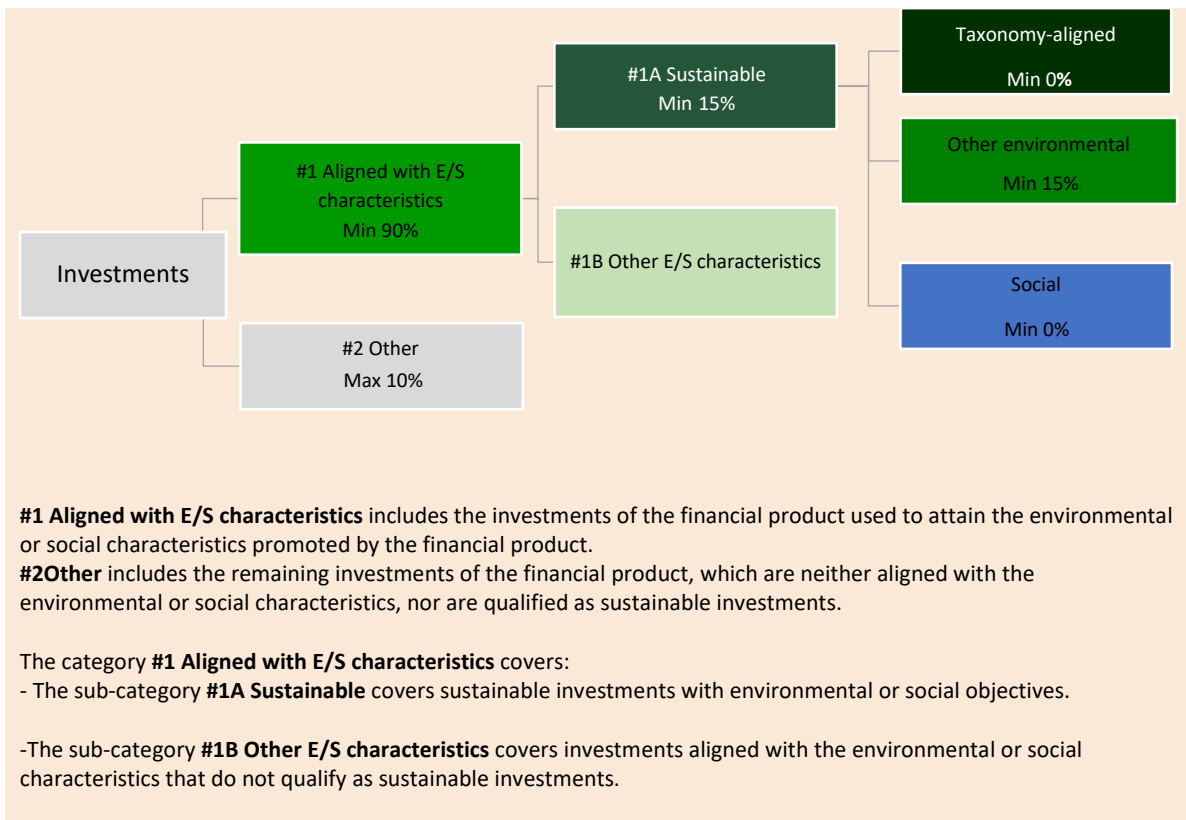 Taxonomy-aligned
Min 0%
#1A Sustainable
Min 15%
Other environmental
Min 15%
#1 Aligned with E/S
characteristics
Min 90%
#1B Other E/S characteristics
Investments
Social
Min 0%
#2 Other
Max 10%
#1 Aligned with E/S characteristics includes the investments of the financial product used to attain the environmental
or social characteristics promoted by the financial product.
#2Other includes the remaining investments of the financial product, which are neither aligned with the
environmental or social characteristics, nor are qualified as sustainable investments.
The category #1 Aligned with E/S characteristics covers:
- The sub-category #1A Sustainable covers sustainable investments with environmental or social objectives.
-The sub-category #1B Other E/S characteristics covers investments aligned with the environmental or social
characteristics that do not qualify as sustainable investments.